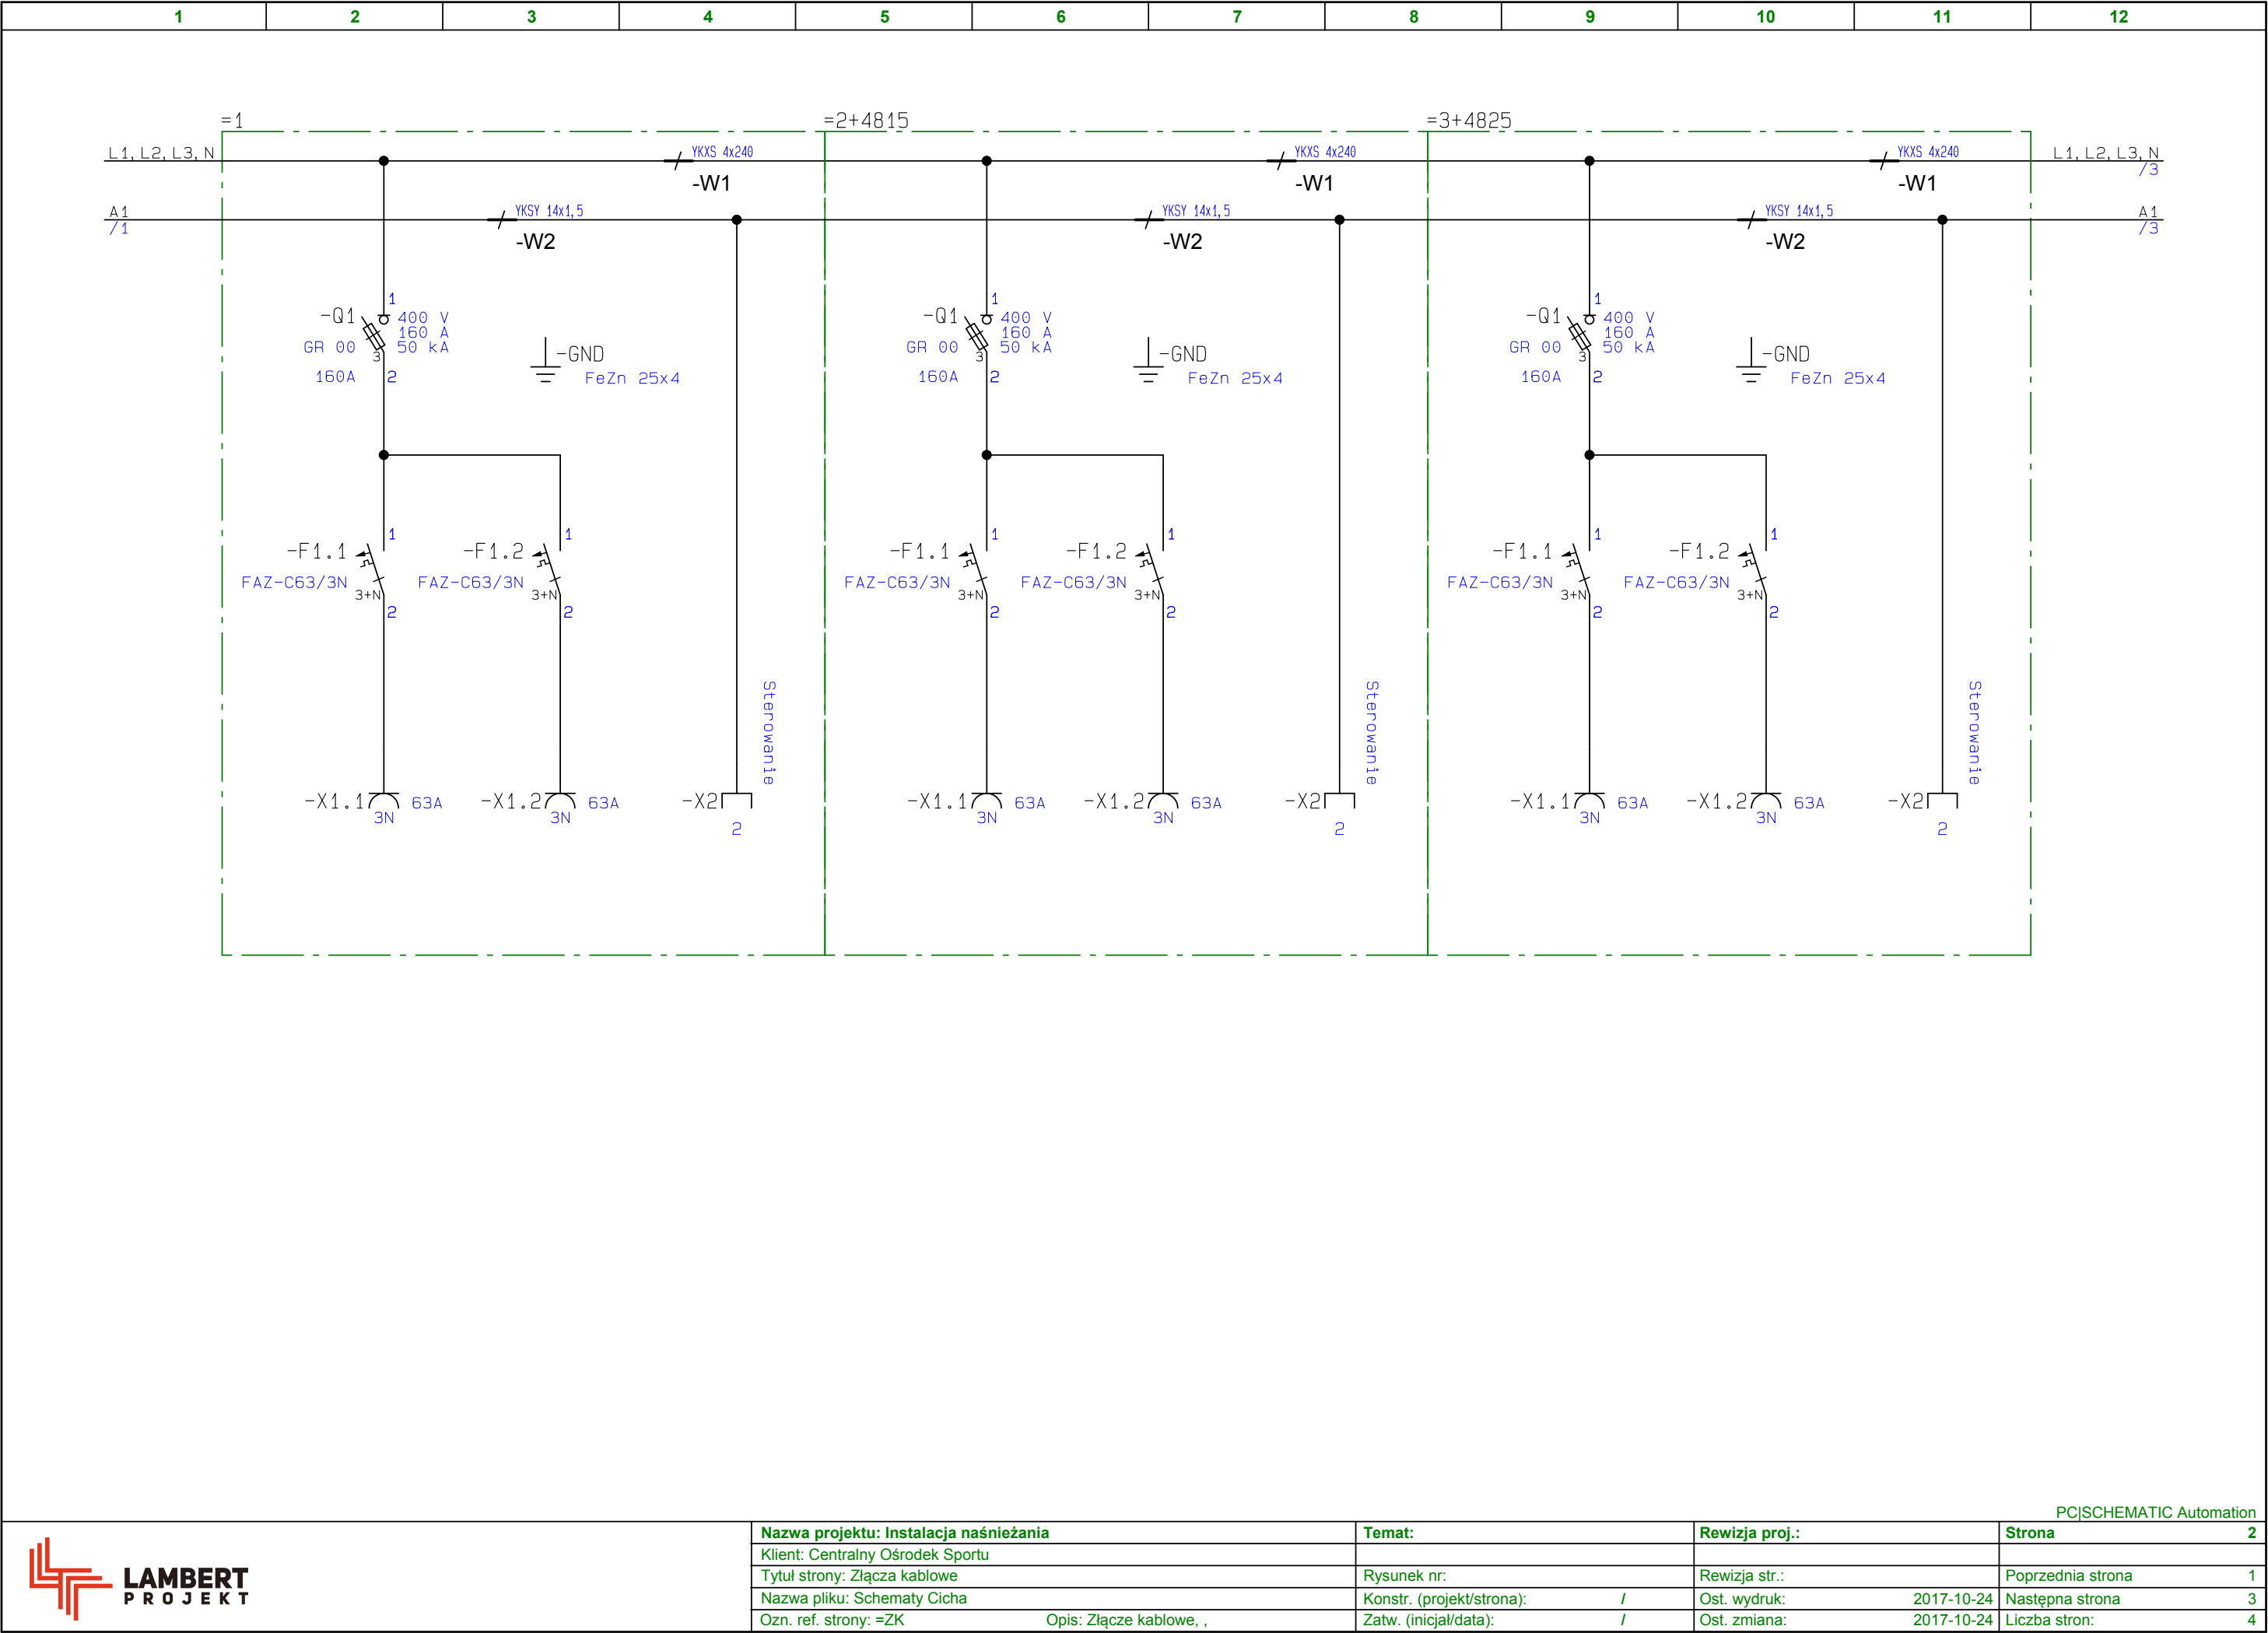 1 2 3 4 5 6 7 8 9 10 11 12
=1 =2+4815 =3+4825
L1, L2, L3, N YKXS 4x240 YKXS 4x240 YKXS 4x240 L1, L2, L3, N
/3
-W1 -W1 -W1
A1 YKSY 14x1,5 YKSY 14x1,5 YKSY 14x1,5 A1
/1 /3
-W2 -W2 -W2
1 1 1
-Q1 400 V -Q1 400 V -Q1 400 V
160 A 160 A 160 A
GR 00 50 kA GR 00 50 kA GR 00 50 kA
3 -GND 3 -GND 3 -GND
160A 2 FeZn 25x4 160A 2 FeZn 25x4 160A 2 FeZn 25x4
1 1 1 1 1 1
-F1.1 -F1.2 -F1.1 -F1.2 -F1.1 -F1.2
FAZ-C63/3N FAZ-C63/3N FAZ-C63/3N FAZ-C63/3N FAZ-C63/3N FAZ-C63/3N
3+N 3+N 3+N 3+N 3+N 3+N
2 2 2 2 2 2
Sterowanie Sterowanie Sterowanie
-X1.1 63A -X1.2 63A -X2 -X1.1 63A -X1.2 63A -X2 -X1.1 63A -X1.2 63A -X2
3N 3N 3N 3N 3N 3N
2 2 2
PC|SCHEMATIC Automation
LAMBERT
PROJEKT
Nazwa projektu: Instalacja naśnieżania Temat: Rewizja proj.: Strona 2
Klient: Centralny Ośrodek Sportu
Tytuł strony: Złącza kablowe Rysunek nr: Rewizja str.: Poprzednia strona 1
Nazwa pliku: Schematy Cicha Konstr. (projekt/strona): / Ost. wydruk: 2017-10-24 Następna strona 3
Ozn. ref. strony: =ZK Opis: Złącze kablowe, , Zatw. (inicjał/data): / Ost. zmiana: 2017-10-24 Liczba stron: 4